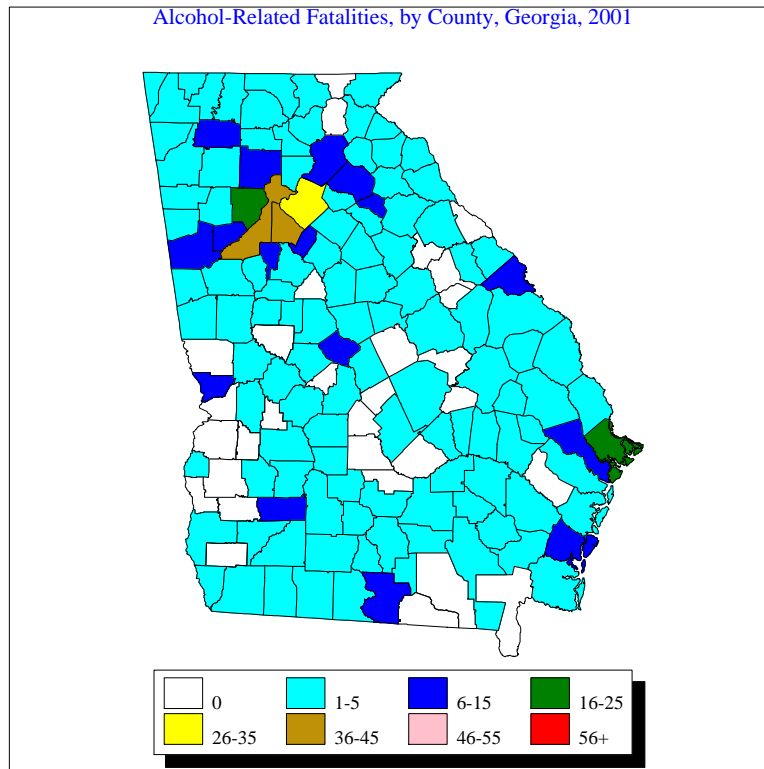 Alcohol-Related Fatalities, by County, Georgia, 2001
0 1-5 6-15 16-25
26-35 36-45 46-55 56+